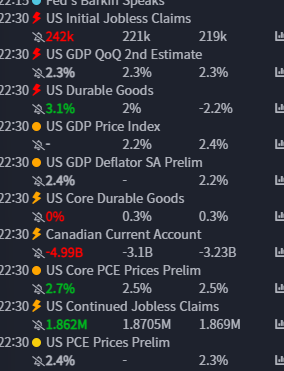 22:15 Fed's Barkin Speaks
22:30 US Initial Jobless Claims
242k 221k 219k
22:30 US GDP QoQ 2nd Estimate
2.3% 2.3% 2.3%
22:30 US Durable Goods
3.1% 2% -2.2%
22:30 US GDP Price Index
- 2.2% 2.4%
22:30 US GDP Deflator SA Prelim
2.4% - 2.2%
22:30 US Core Durable Goods
0% 0.3% 0.3%
22:30 Canadian Current Account
-4.99B -3.1B -3.23B
22:30 US Core PCE Prices Prelim
2.7% 2.5% 2.5%
22:30 US Continued Jobless Claims
1.862M 1.8705M 1.869M
22:30 US PCE Prices Prelim
2.4% - 2.3%